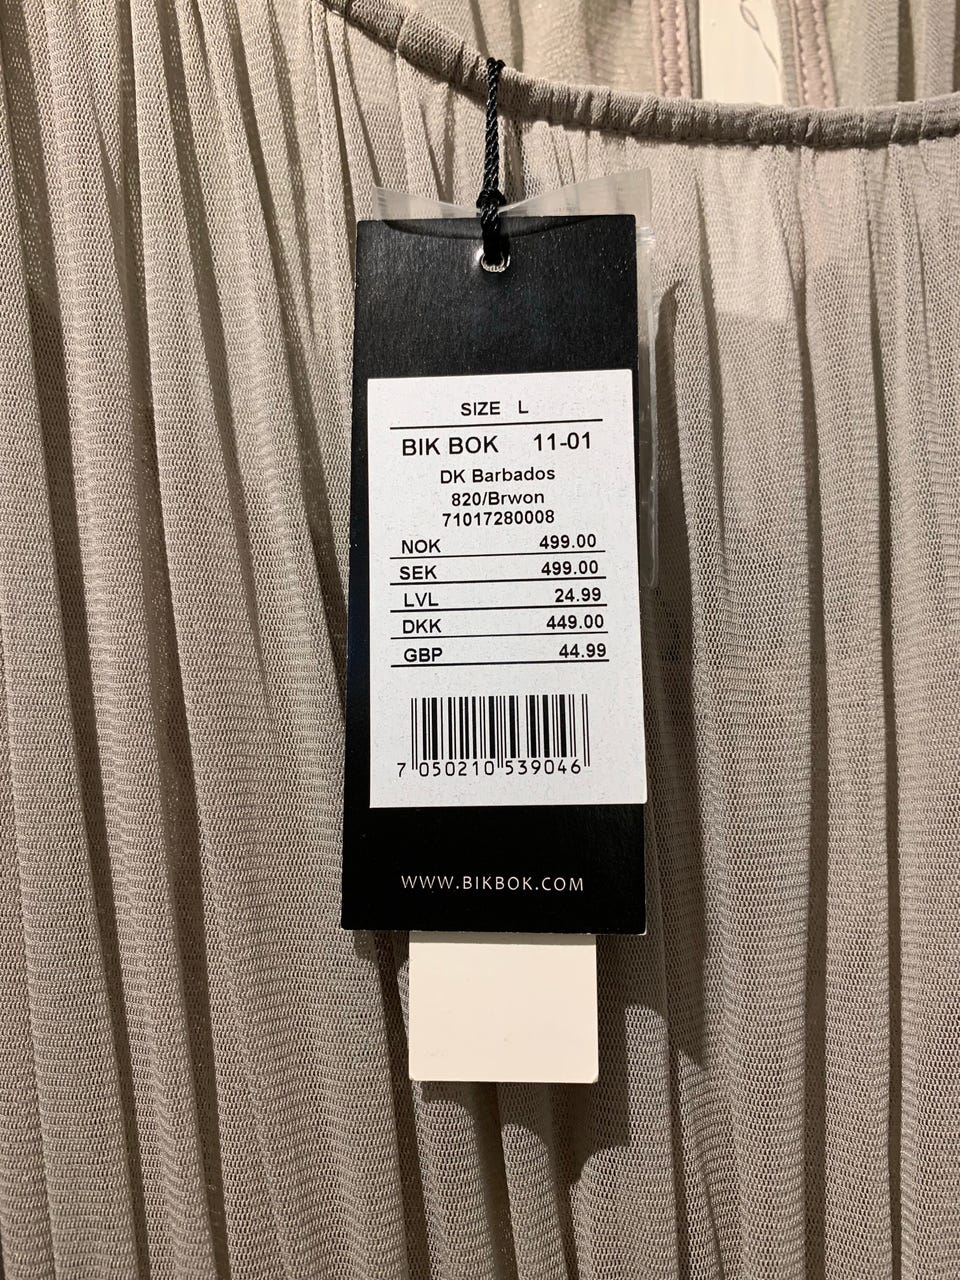 SIZE L
BIK BOK 11-01
DK Barbados
820/Brwon
71017280008
NOK 499.00
SEK 499.00
LVL 24.99
DKK 449.00
GBP 44.99
7 050210 539046
WWW.BIKBOK.COM